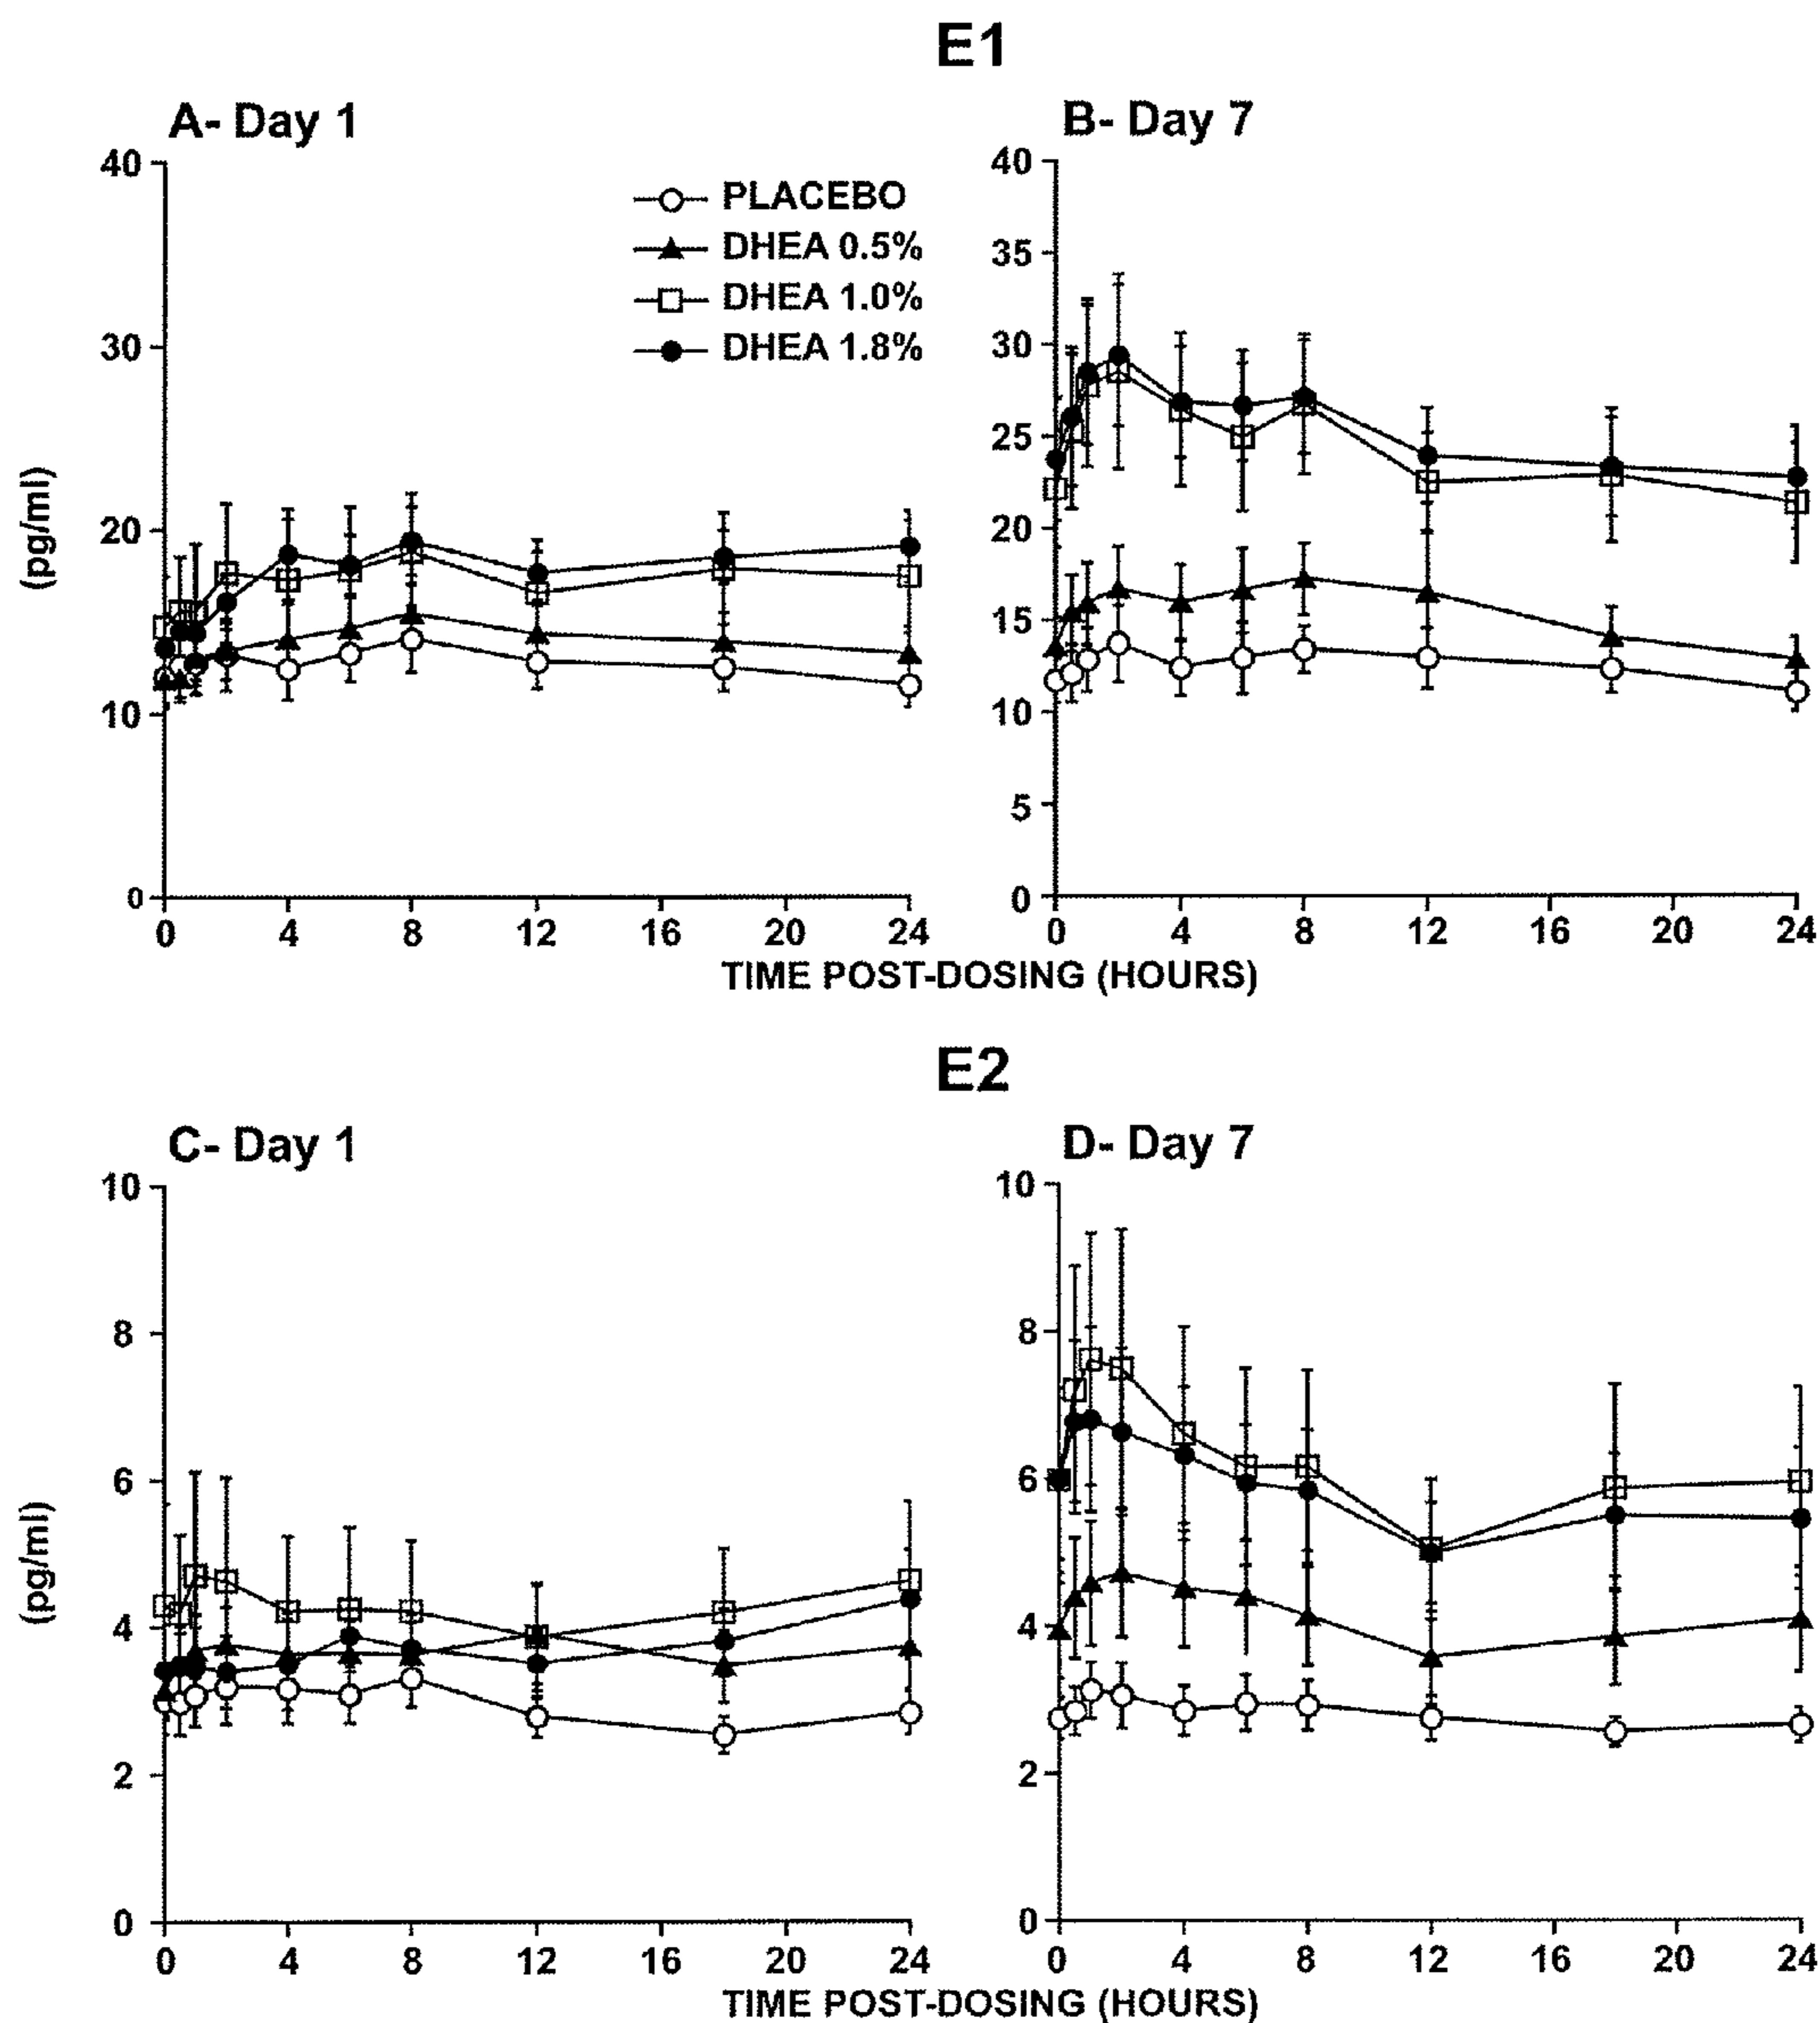 E1
A- Day 1
B- Day 7
PLACEBO
DHEA 0.5%
DHEA 1.0%
DHEA 1.8%
(pg/ml)
40
30
20
10
0
0 4 8 12 16 20 24
40
35
30
25
20
15
10
5
0
0 4 8 12 16 20 24
TIME POST-DOSING (HOURS)
E2
C- Day 1
D- Day 7
(pg/ml)
10
8
6
4
2
0
0 4 8 12 16 20 24
10
8
6
4
2
0
0 4 8 12 16 20 24
TIME POST-DOSING (HOURS)